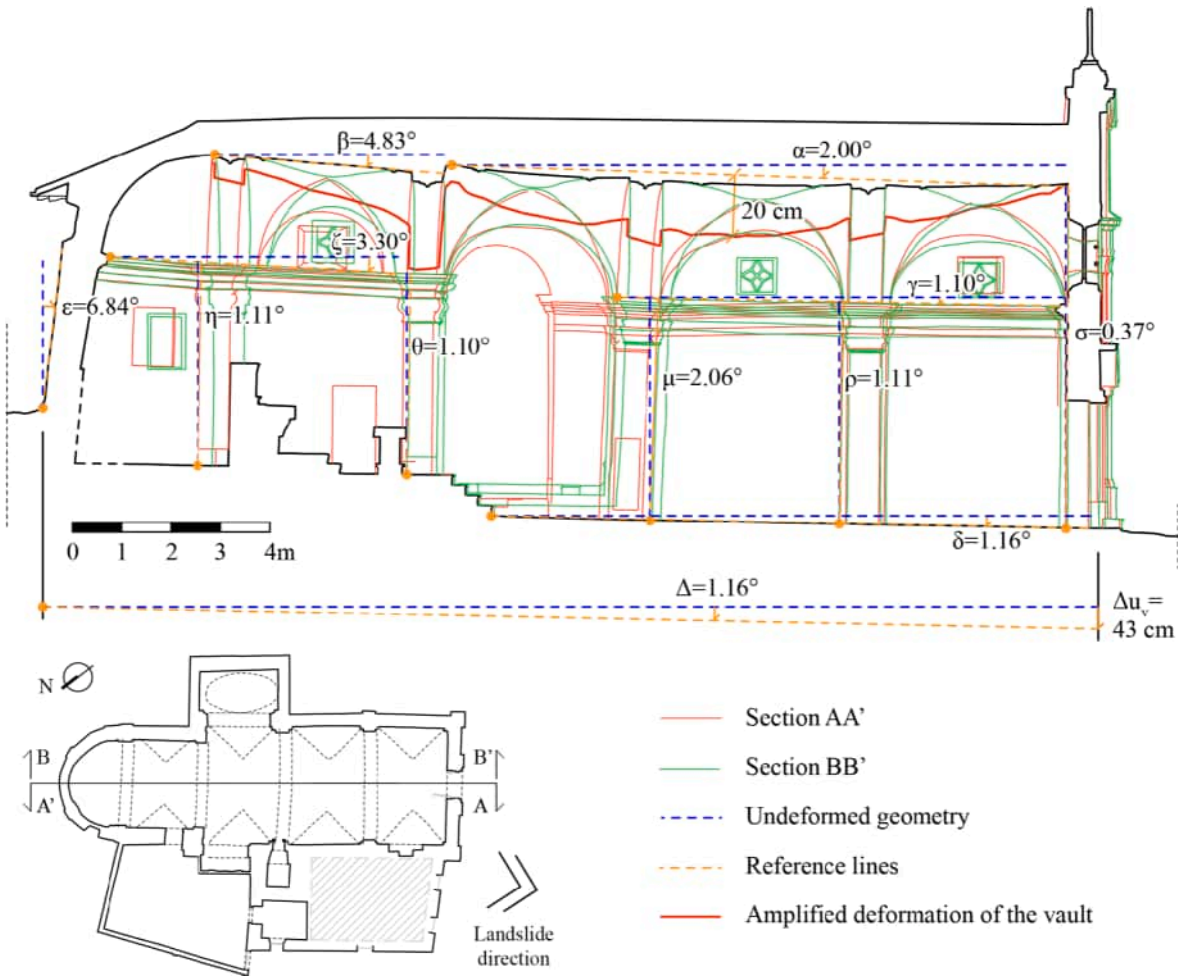 β=4.83°
α=2.00°
20 cm
ζ=3.30°
γ=1.10°
ε=6.84°
η=1.11°
θ=1.10°
σ=0.37°
μ=2.06°
ρ=1.11°
0 1 2 3 4m
δ=1.16°
Δ=1.16°
Δuᵥ=
43 cm
N
B B’
A’ A
Landslide
direction
Section AA’
Section BB’
Undeformed geometry
Reference lines
Amplified deformation of the vault